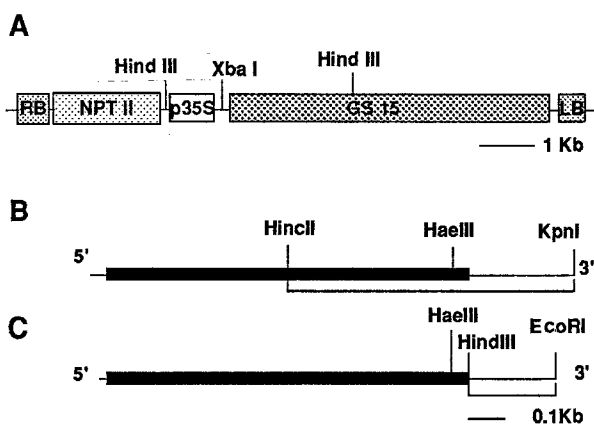 A
Hind III
Xba I
Hind III
RB
NPT II
p35S
GS 15
LB
1 Kb
B
HincII
HaeIII
KpnI
5'
3'
C
HaeIII
HindIII
EcoRI
5'
3'
0.1Kb